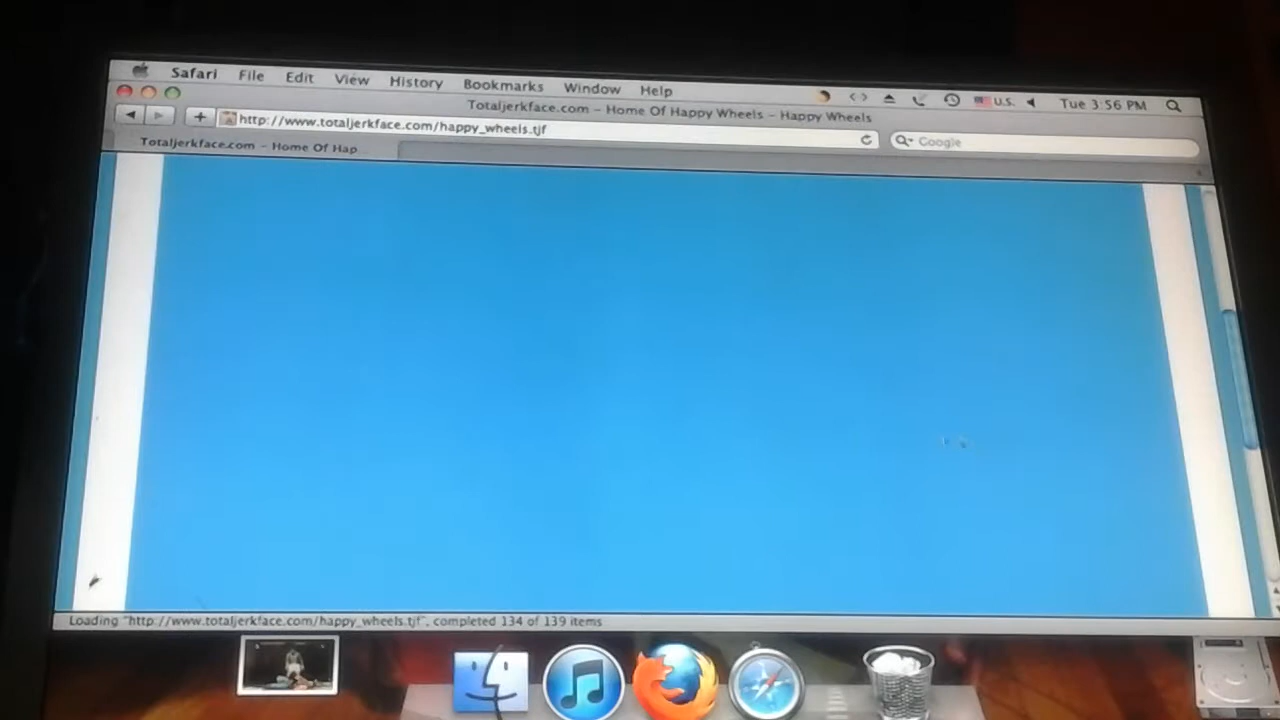 Safari File Edit View History Bookmarks Window Help U.S. Tue 3:56 PM
Totaljerkface.com – Home Of Happy Wheels – Happy Wheels
http://www.totaljerkface.com/happy_wheels.tjf Google
Totaljerkface.com – Home Of Hap
Loading "http://www.totaljerkface.com/happy_wheels.tjf", completed 134 of 139 items